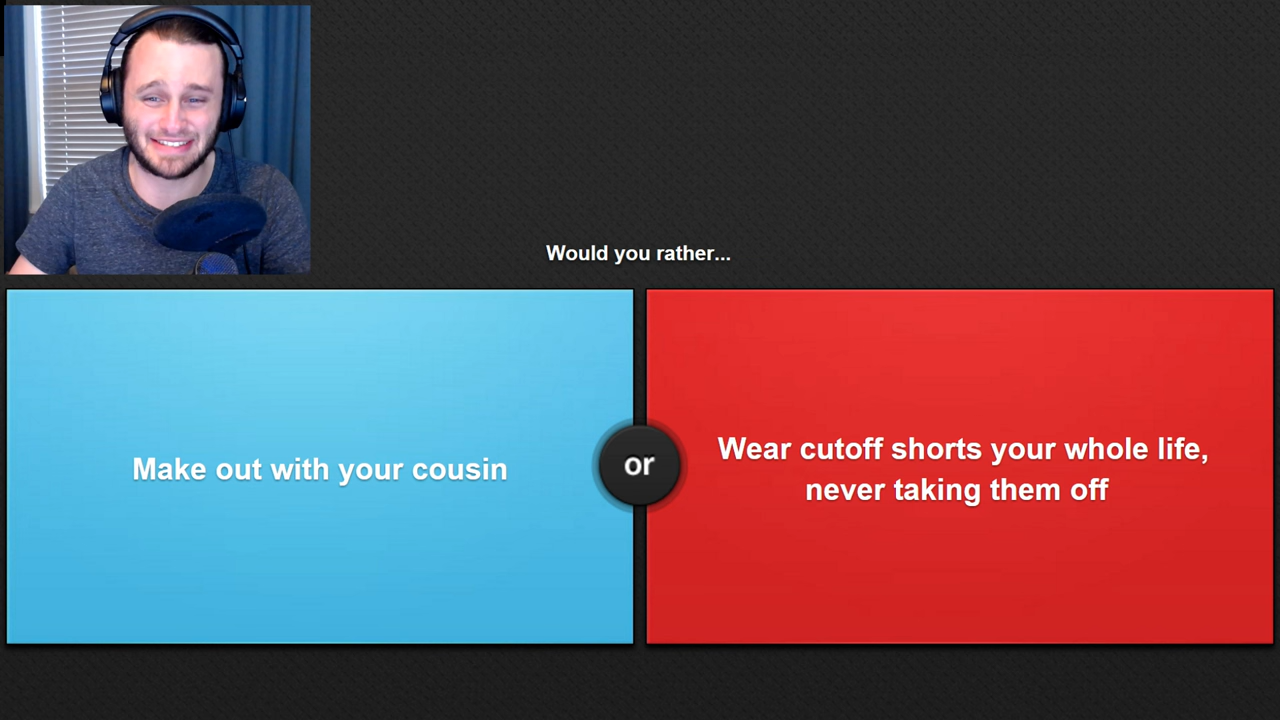 Would you rather...
Make out with your cousin
or
Wear cutoff shorts your whole life,
never taking them off